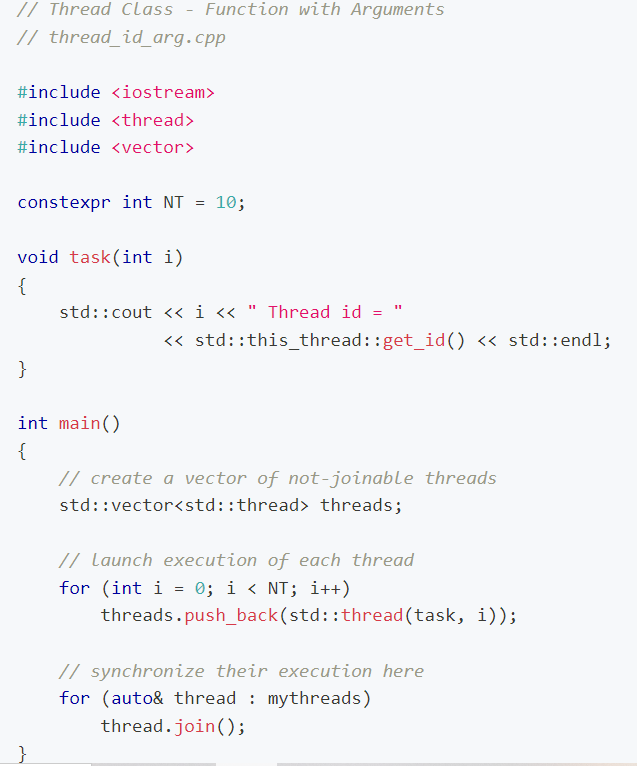 // Thread Class - Function with Arguments
// thread_id_arg.cpp

#include <iostream>
#include <thread>
#include <vector>

constexpr int NT = 10;

void task(int i)
{
    std::cout << i << " Thread id = "
              << std::this_thread::get_id() << std::endl;
}

int main()
{
    // create a vector of not-joinable threads
    std::vector<std::thread> threads;

    // launch execution of each thread
    for (int i = 0; i < NT; i++)
        threads.push_back(std::thread(task, i));

    // synchronize their execution here
    for (auto& thread : mythreads)
        thread.join();
}